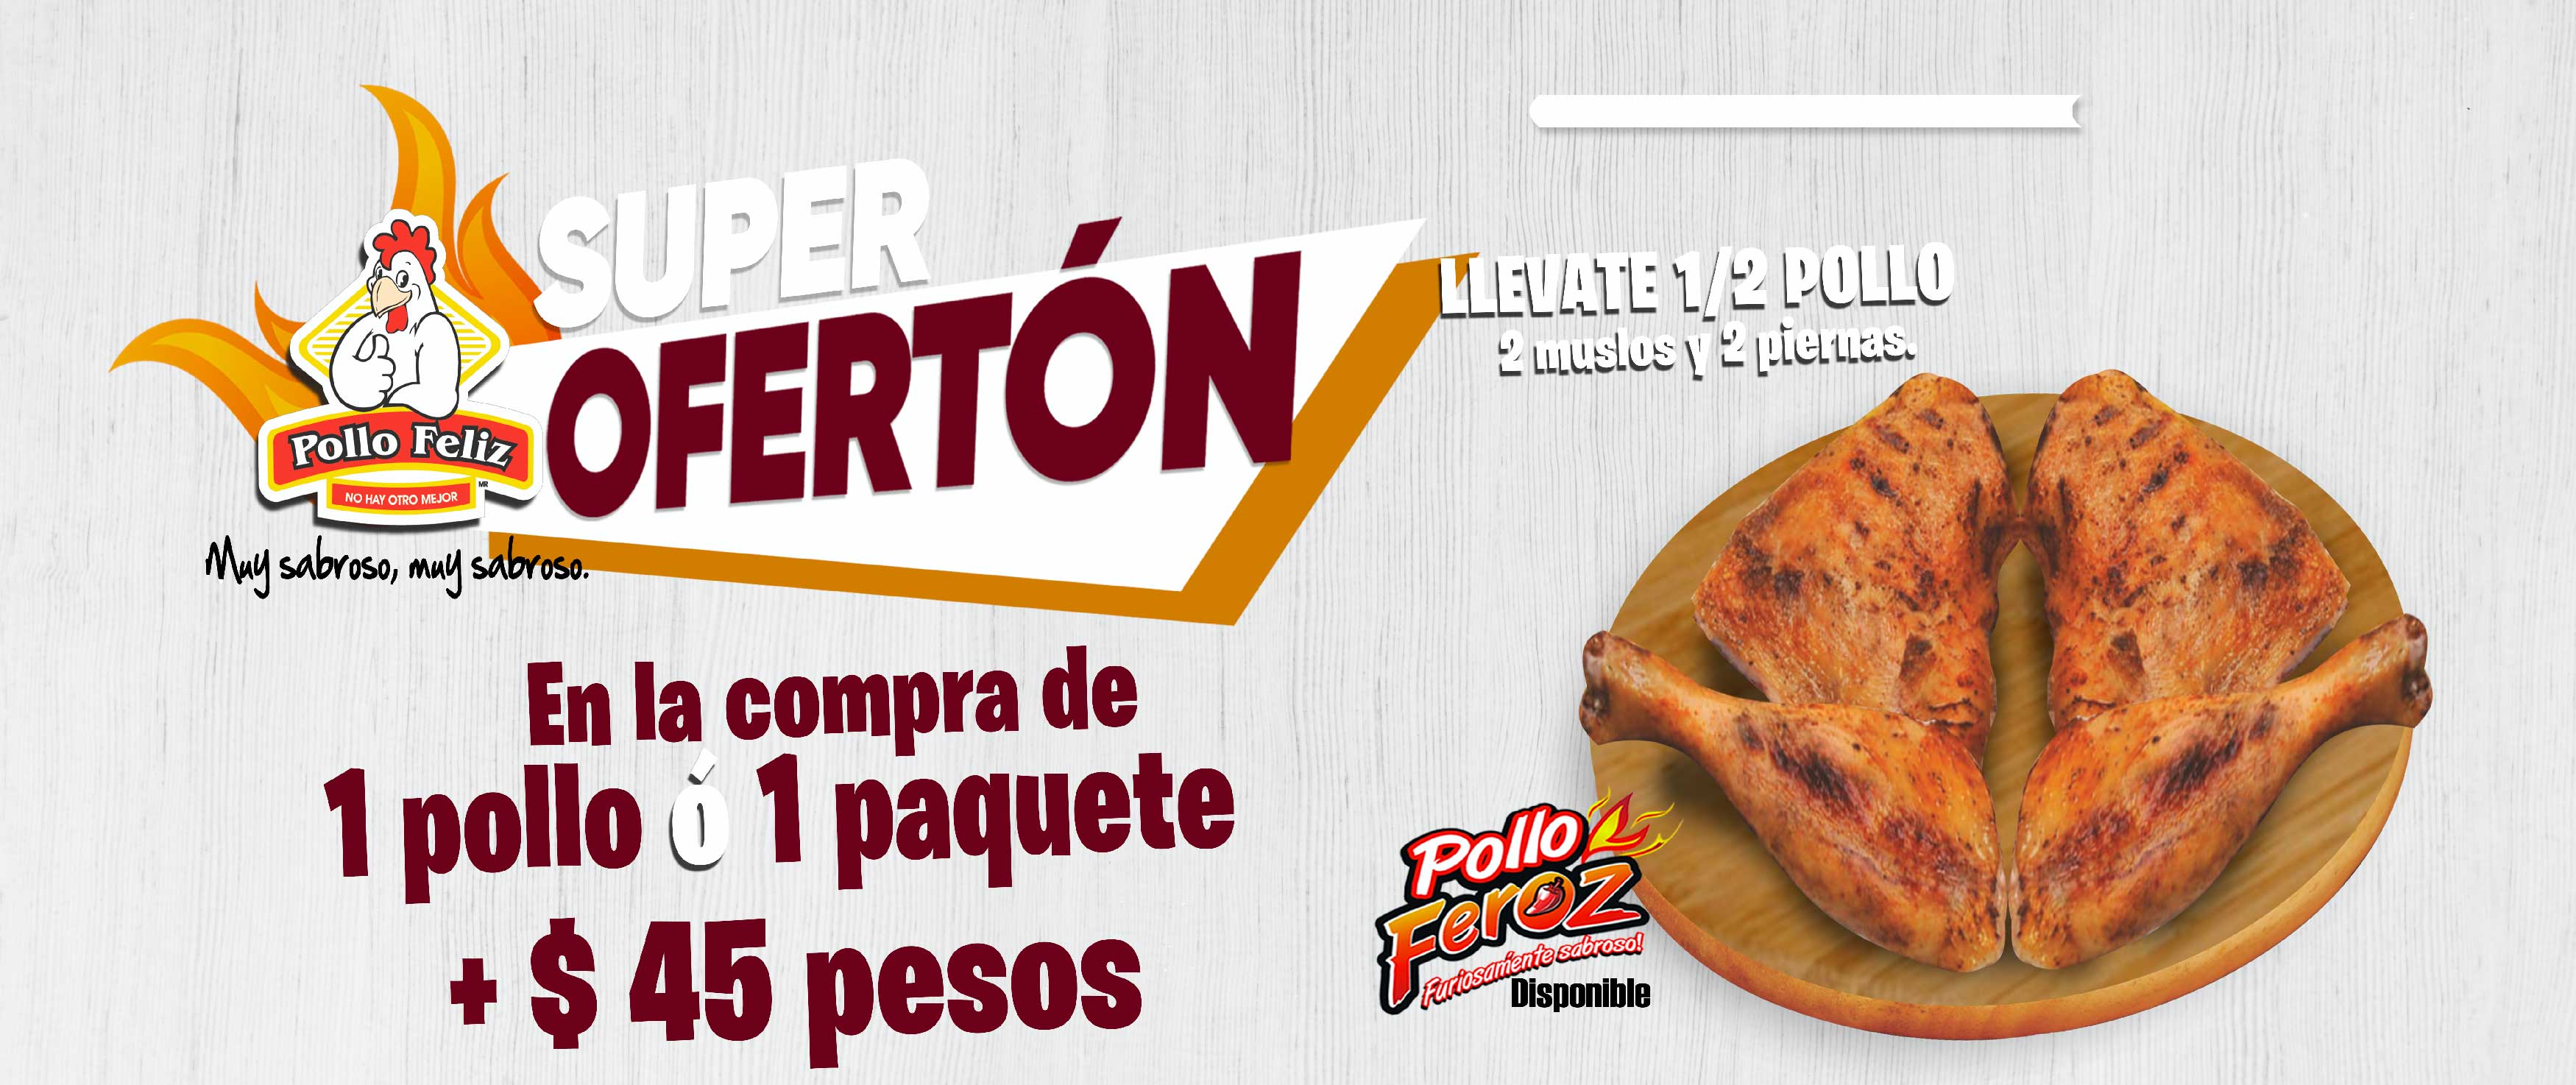 SUPER
OFERTÓN
Pollo Feliz
MR
NO HAY OTRO MEJOR
Muy sabroso, muy sabroso.
En la compra de
1 pollo ó 1 paquete
+ $ 45 pesos
LLEVATE 1/2 POLLO
2 muslos y 2 piernas.
Pollo
Feroz
Furiosamente sabroso!
Disponible